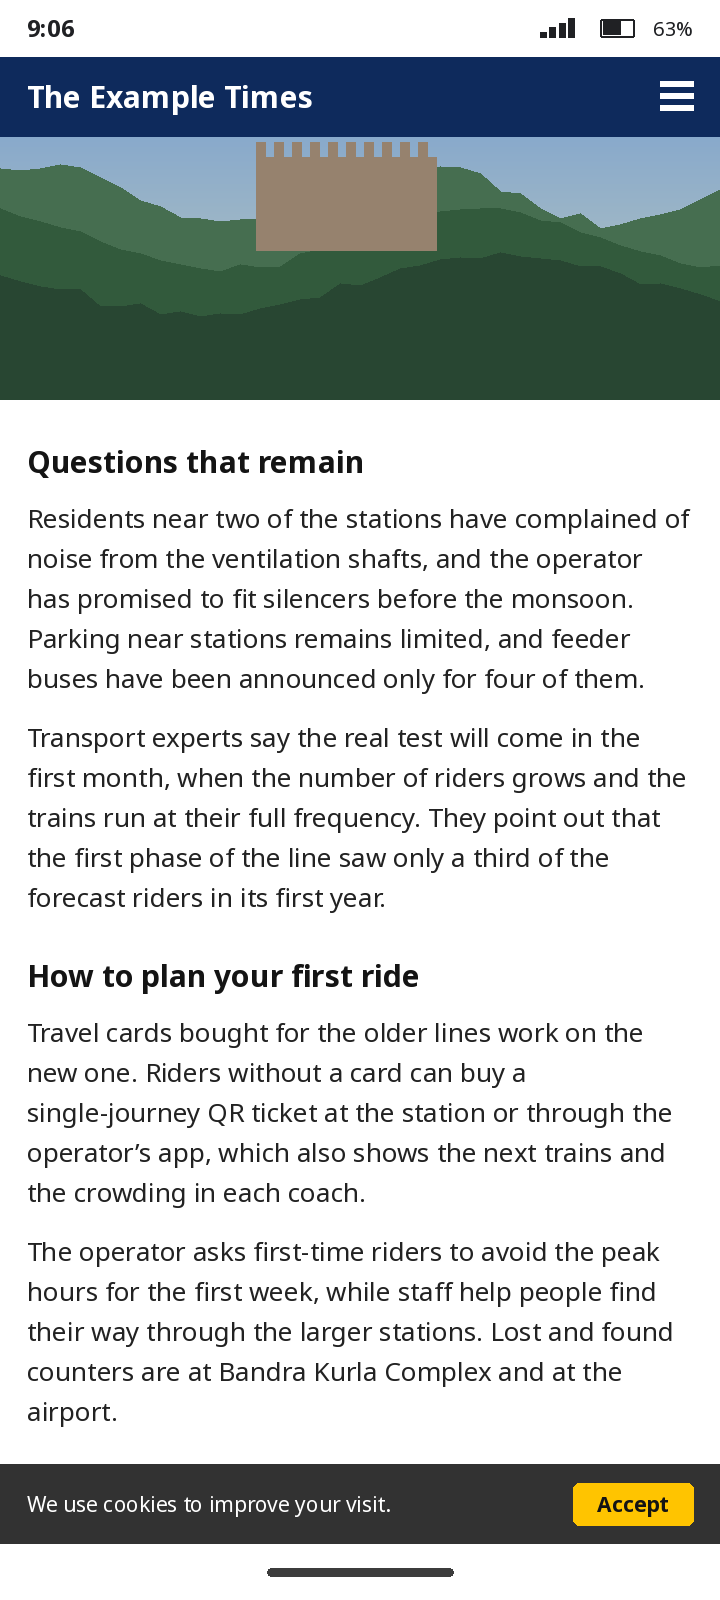 9:06
63%
The Example Times
Questions that remain
Residents near two of the stations have complained of
noise from the ventilation shafts, and the operator
has promised to fit silencers before the monsoon.
Parking near stations remains limited, and feeder
buses have been announced only for four of them.
Transport experts say the real test will come in the
first month, when the number of riders grows and the
trains run at their full frequency. They point out that
the first phase of the line saw only a third of the
forecast riders in its first year.
How to plan your first ride
Travel cards bought for the older lines work on the
new one. Riders without a card can buy a
single-journey QR ticket at the station or through the
operator’s app, which also shows the next trains and
the crowding in each coach.
The operator asks first-time riders to avoid the peak
hours for the first week, while staff help people find
their way through the larger stations. Lost and found
counters are at Bandra Kurla Complex and at the
airport.
We use cookies to improve your visit.
Accept